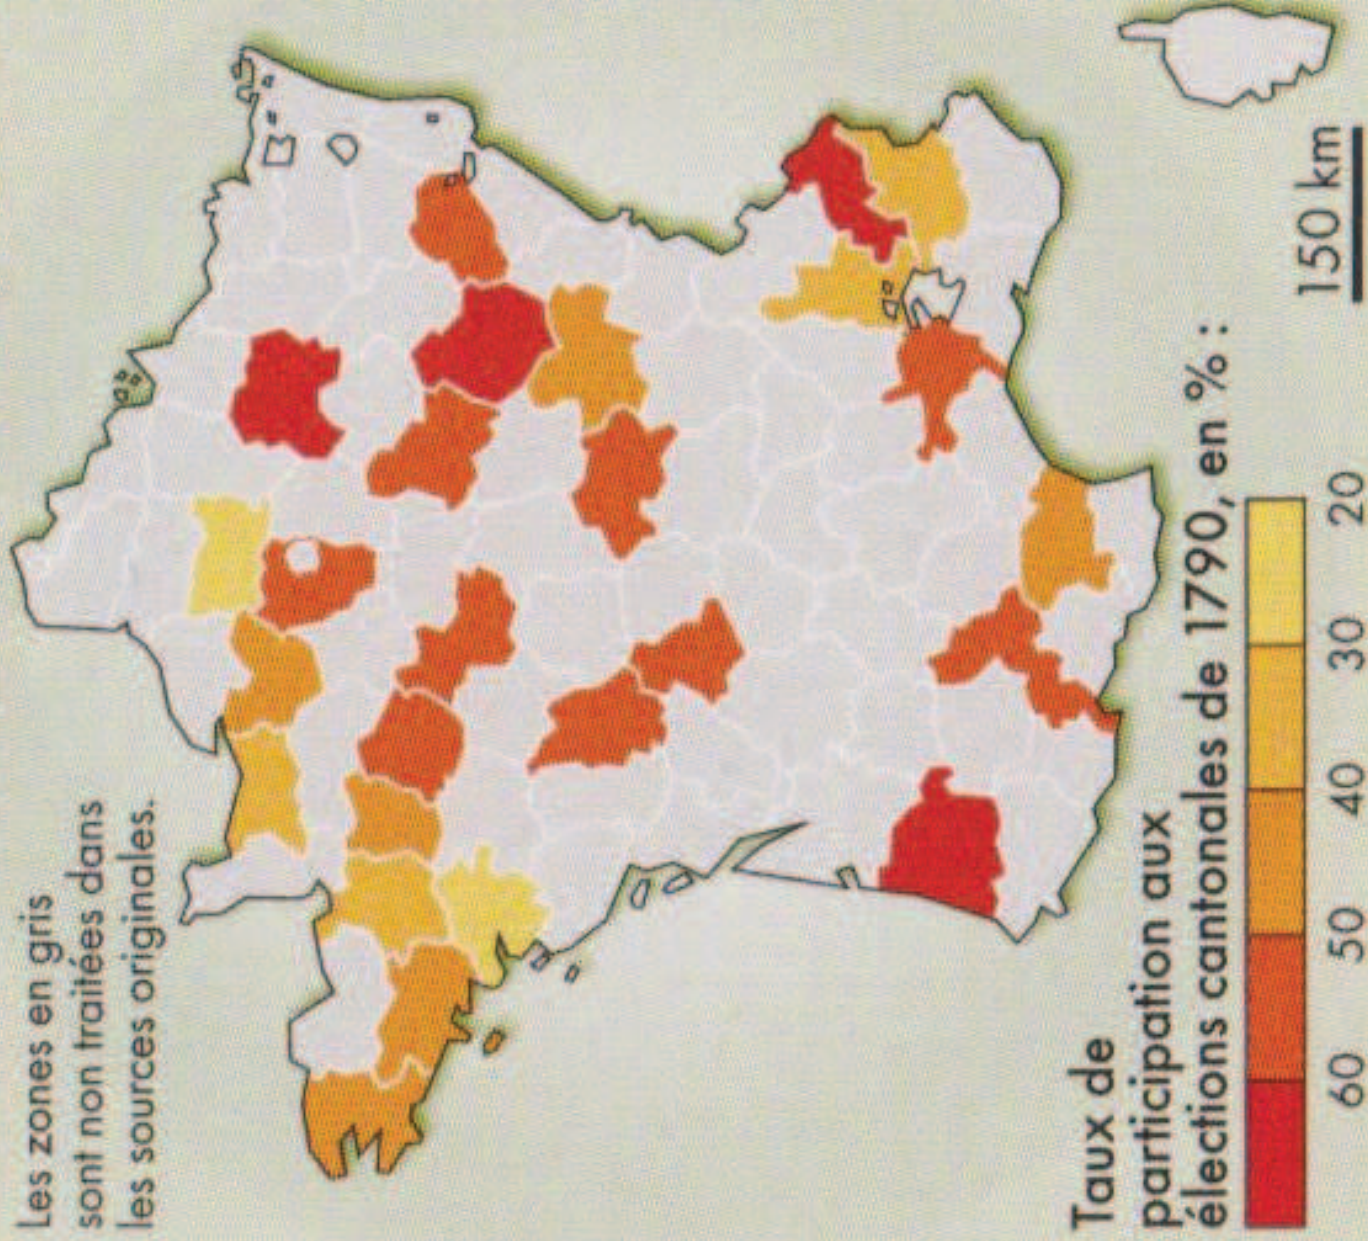 Les zones en gris
sont non traitées dans
les sources originales.
Taux de
participation aux
élections cantonales de 1790, en % :
60 50 40 30 20
150 km